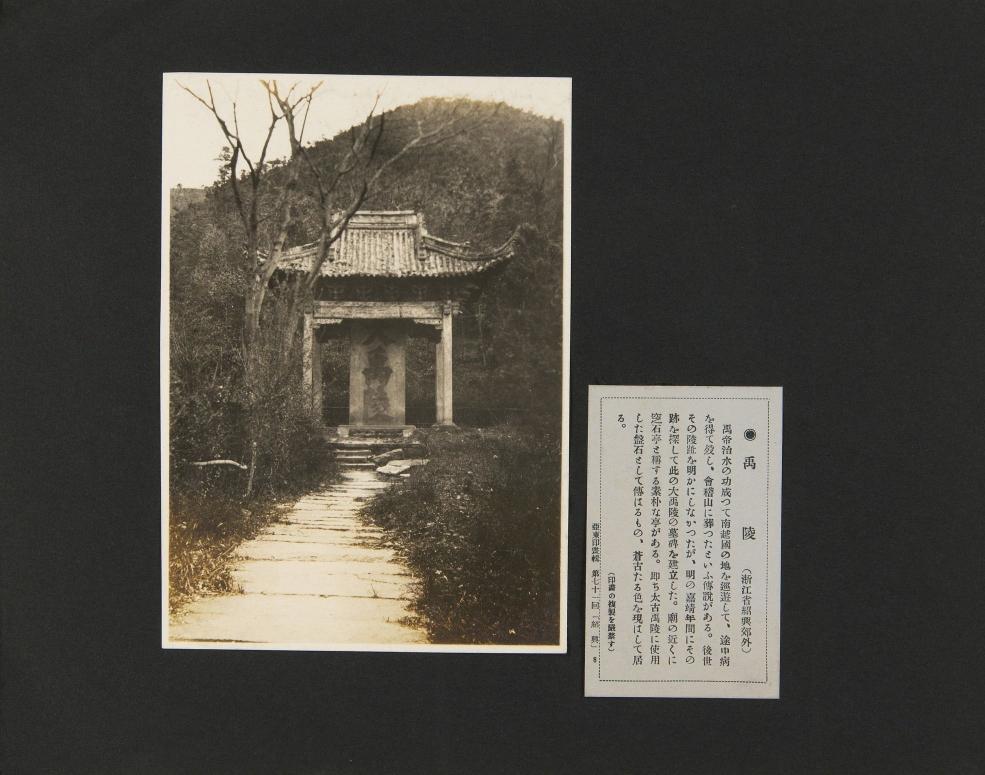 大禹陵
●禹陵（浙江省紹興郊外）
禹帝治水の功成つて南越國の地を巡遊して、途中病
を得て歿し、會稽山に葬つたといふ傳說がある。後世
その陵趾を明かにしなかつたが、明の嘉靖年間にその
跡を探して此の大禹陵の墓碑を建立した。廟の近くに
窆石亭と稱する素朴な亭がある。卽ち太古禹陵に使用
した盤石として傳はるもの、蒼古たる色を現はして居
る。
（印畫の複製を嚴禁す）
亞東印畫輯 第七十一回（紹興）8